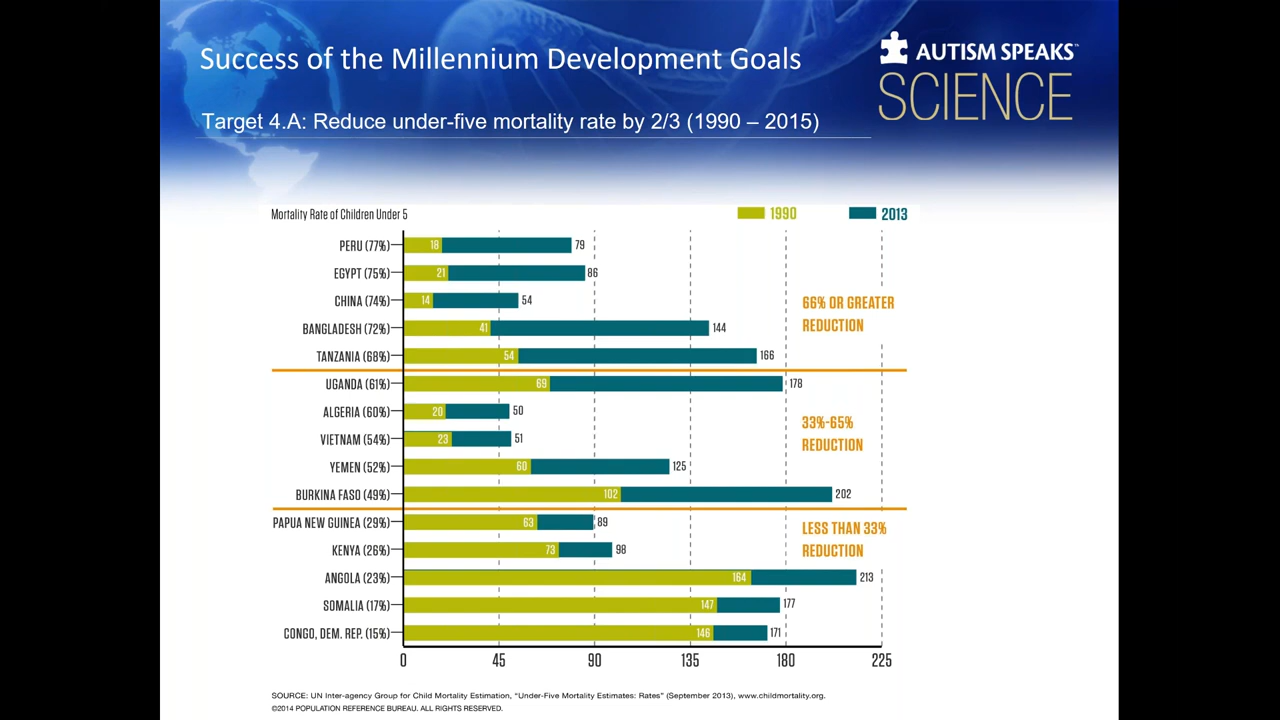 Success of the Millennium Development Goals
AUTISM SPEAKS™
SCIENCE
Target 4.A: Reduce under-five mortality rate by 2/3 (1990 – 2015)
Mortality Rate of Children Under 5
1990
2013
PERU (77%) 18 79
EGYPT (75%) 21 86
CHINA (74%) 14 54
66% OR GREATER
REDUCTION
BANGLADESH (72%) 41 144
TANZANIA (68%) 54 166
UGANDA (61%) 69 178
ALGERIA (60%) 20 50
33%-65%
REDUCTION
VIETNAM (54%) 23 51
YEMEN (52%) 60 125
BURKINA FASO (49%) 102 202
PAPUA NEW GUINEA (29%) 63 89
LESS THAN 33%
REDUCTION
KENYA (26%) 73 98
ANGOLA (23%) 164 213
SOMALIA (17%) 147 177
CONGO, DEM. REP. (15%) 146 171
0 45 90 135 180 225
SOURCE: UN Inter-agency Group for Child Mortality Estimation, “Under-Five Mortality Estimates: Rates” (September 2013), www.childmortality.org.
©2014 POPULATION REFERENCE BUREAU. ALL RIGHTS RESERVED.